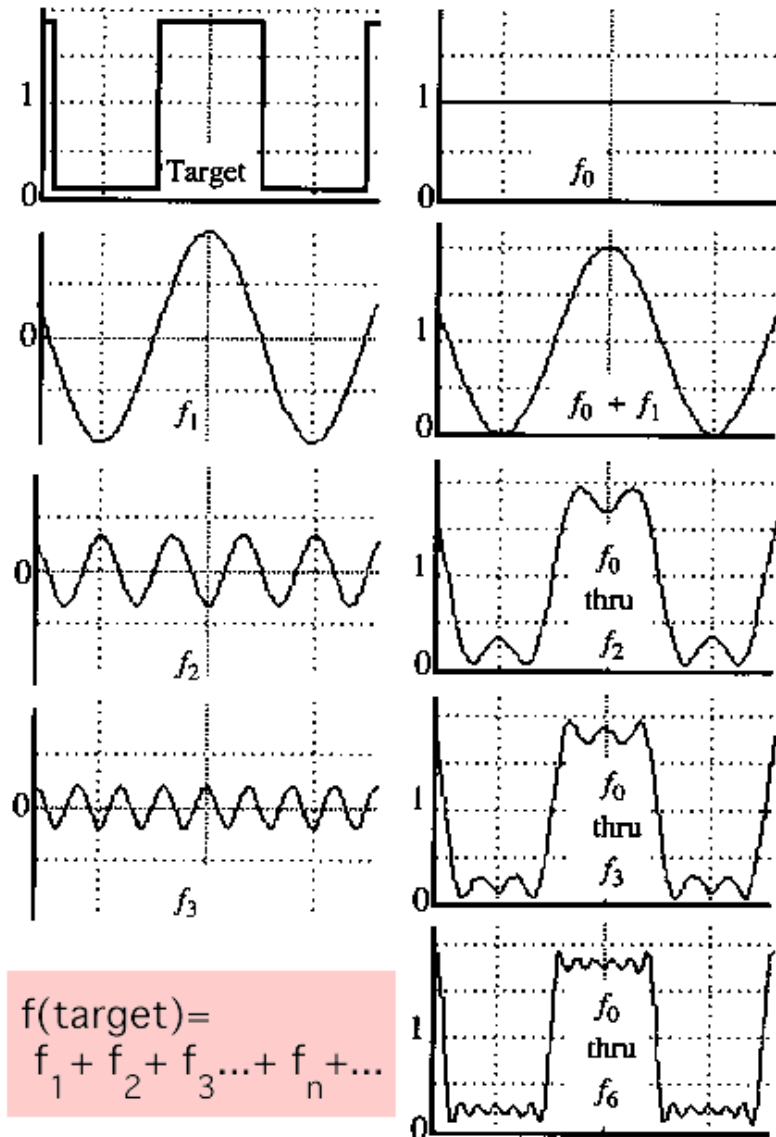 1
0
Target
1
0
f0
0
f1
1
0
f0 + f1
0
f2
1
0
f0
thru
f2
0
f3
1
0
f0
thru
f3
f(target)=
f1+ f2+ f3...+ fn+...
1
0
f0
thru
f6